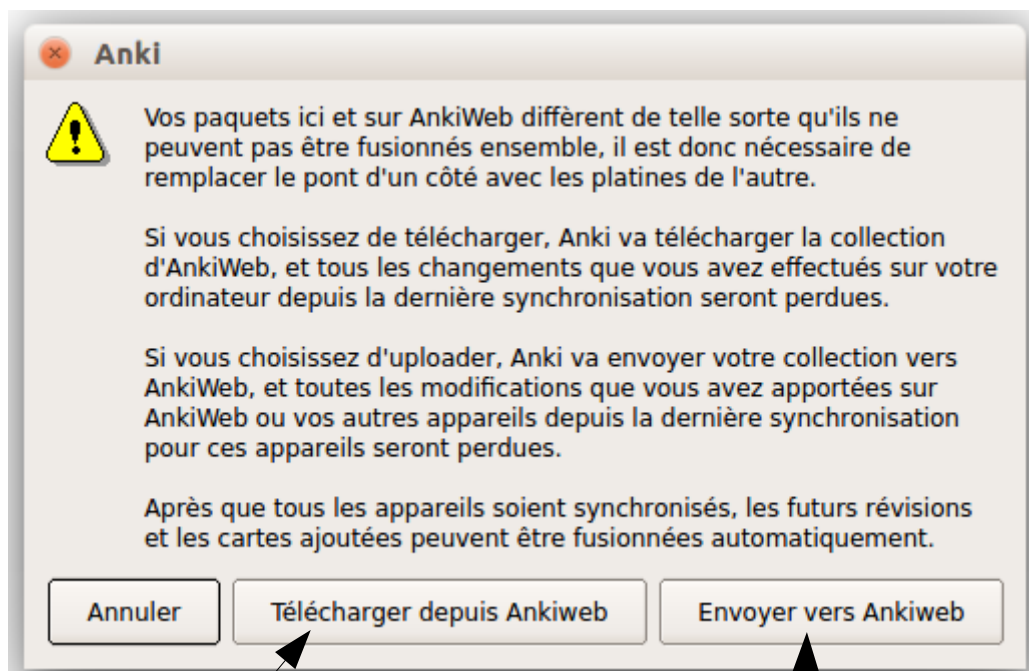 Anki
Vos paquets ici et sur AnkiWeb diffèrent de telle sorte qu'ils ne
peuvent pas être fusionnés ensemble, il est donc nécessaire de
remplacer le pont d'un côté avec les platines de l'autre.
Si vous choisissez de télécharger, Anki va télécharger la collection
d'AnkiWeb, et tous les changements que vous avez effectués sur votre
ordinateur depuis la dernière synchronisation seront perdues.
Si vous choisissez d'uploader, Anki va envoyer votre collection vers
AnkiWeb, et toutes les modifications que vous avez apportées sur
AnkiWeb ou vos autres appareils depuis la dernière synchronisation
pour ces appareils seront perdues.
Après que tous les appareils soient synchronisés, les futurs révisions
et les cartes ajoutées peuvent être fusionnées automatiquement.
Annuler Télécharger depuis Ankiweb Envoyer vers Ankiweb